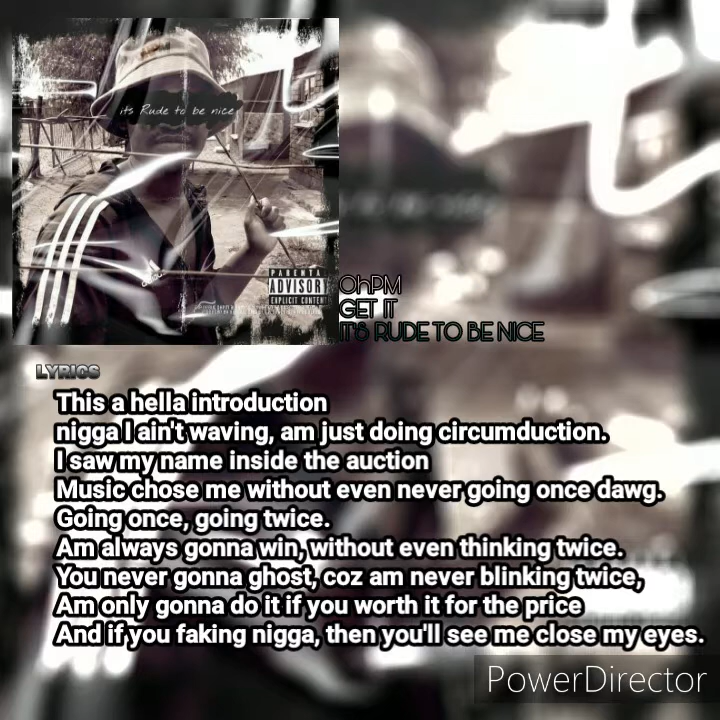 its Rude to be nice
PARENTAL
ADVISORY
EXPLICIT CONTENT
OhPM
GET IT
IT'S RUDE TO BE NICE
LYRICS
This a hella introduction
nigga I ain't waving, am just doing circumduction.
I saw my name inside the auction
Music chose me without even never going once dawg.
Going once, going twice.
Am always gonna win, without even thinking twice.
You never gonna ghost, coz am never blinking twice,
Am only gonna do it if you worth it for the price
And if you faking nigga, then you'll see me close my eyes.
PowerDirector